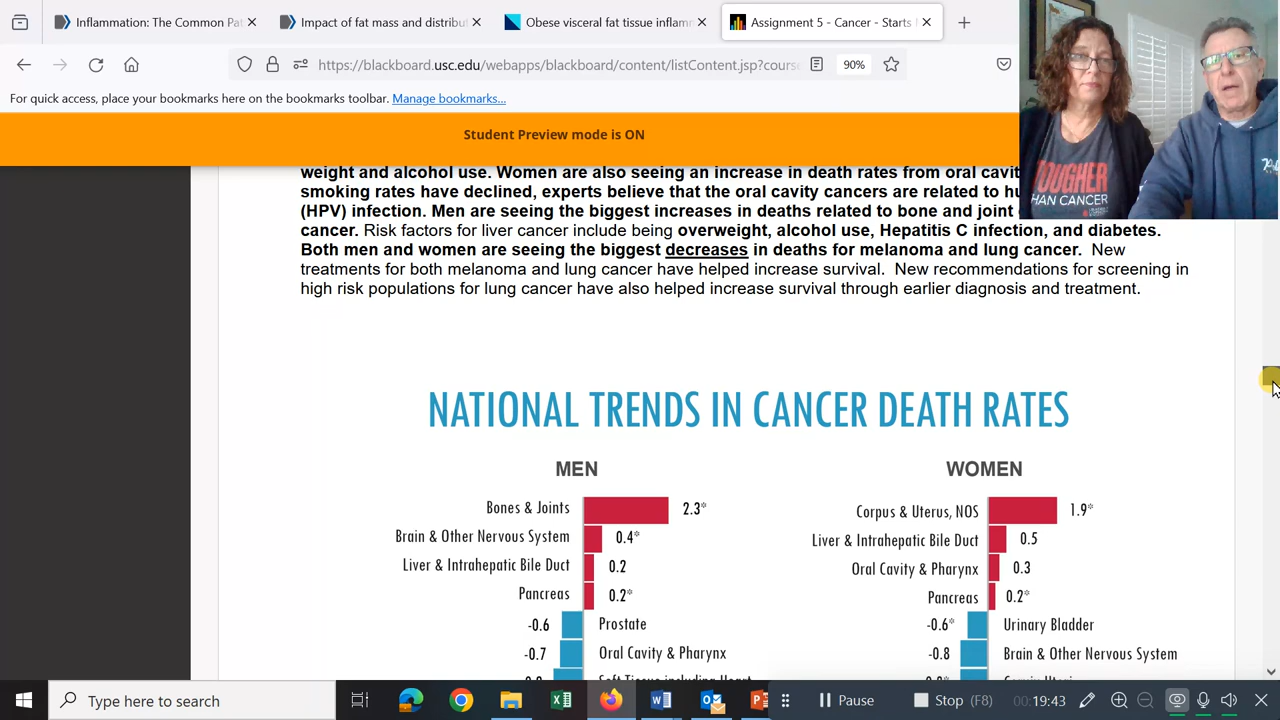 Inflammation: The Common Pat
Impact of fat mass and distribut
Obese visceral fat tissue inflamm
Assignment 5 - Cancer - Starts
https://blackboard.usc.edu/webapps/blackboard/content/listContent.jsp?cours
90%
For quick access, place your bookmarks here on the bookmarks toolbar. Manage bookmarks...
Student Preview mode is ON
weight and alcohol use. Women are also seeing an increase in death rates from oral cavit
smoking rates have declined, experts believe that the oral cavity cancers are related to hu
(HPV) infection. Men are seeing the biggest increases in deaths related to bone and joint
cancer. Risk factors for liver cancer include being overweight, alcohol use, Hepatitis C infection, and diabetes.
Both men and women are seeing the biggest decreases in deaths for melanoma and lung cancer. New
treatments for both melanoma and lung cancer have helped increase survival. New recommendations for screening in
high risk populations for lung cancer have also helped increase survival through earlier diagnosis and treatment.
TOUGHER
HAN CANCER
NATIONAL TRENDS IN CANCER DEATH RATES
MEN
Bones & Joints 2.3*
Brain & Other Nervous System 0.4*
Liver & Intrahepatic Bile Duct 0.2
Pancreas 0.2*
-0.6 Prostate
-0.7 Oral Cavity & Pharynx
WOMEN
Corpus & Uterus, NOS 1.9*
Liver & Intrahepatic Bile Duct 0.5
Oral Cavity & Pharynx 0.3
Pancreas 0.2*
-0.6* Urinary Bladder
-0.8 Brain & Other Nervous System
Type here to search
Pause
Stop (F8)
00:19:43